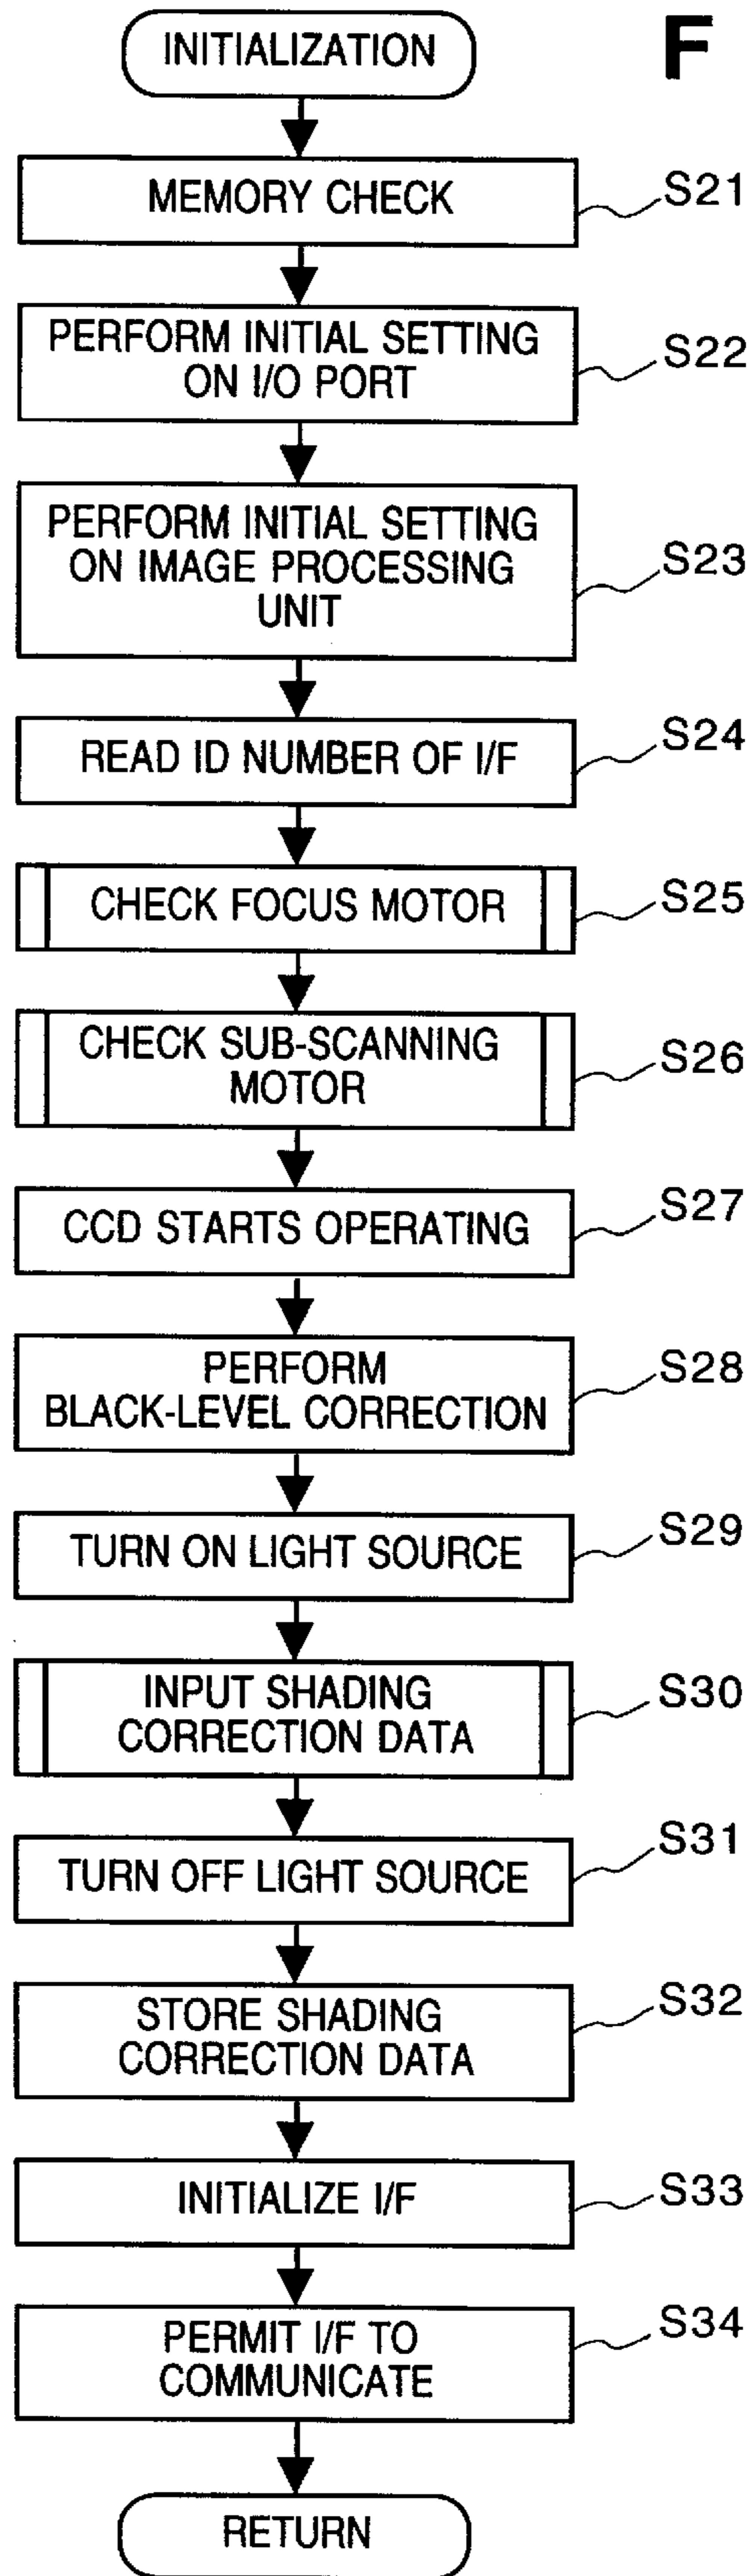 INITIALIZATION
F
MEMORY CHECK
S21
PERFORM INITIAL SETTING
ON I/O PORT
S22
PERFORM INITIAL SETTING
ON IMAGE PROCESSING
UNIT
S23
READ ID NUMBER OF I/F
S24
CHECK FOCUS MOTOR
S25
CHECK SUB-SCANNING
MOTOR
S26
CCD STARTS OPERATING
S27
PERFORM
BLACK-LEVEL CORRECTION
S28
TURN ON LIGHT SOURCE
S29
INPUT SHADING
CORRECTION DATA
S30
TURN OFF LIGHT SOURCE
S31
STORE SHADING
CORRECTION DATA
S32
INITIALIZE I/F
S33
PERMIT I/F TO
COMMUNICATE
S34
RETURN